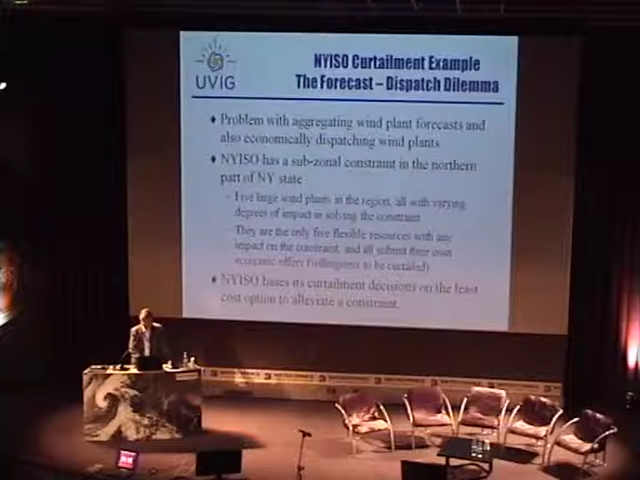 UVIG
NYISO Curtailment Example
The Forecast – Dispatch Dilemma
♦ Problem with aggregating wind plant forecasts and
also economically dispatching wind plants
♦ NYISO has a sub-zonal constraint in the northern
part of NY state
– Five large wind plants in the region, all with varying
degrees of impact in solving the constraint
– They are the only five flexible resources with any
impact on the constraint, and all submit their own
economic offers (willingness to be curtailed)
♦ NYISO bases its curtailment decisions on the least
cost option to alleviate a constraint.